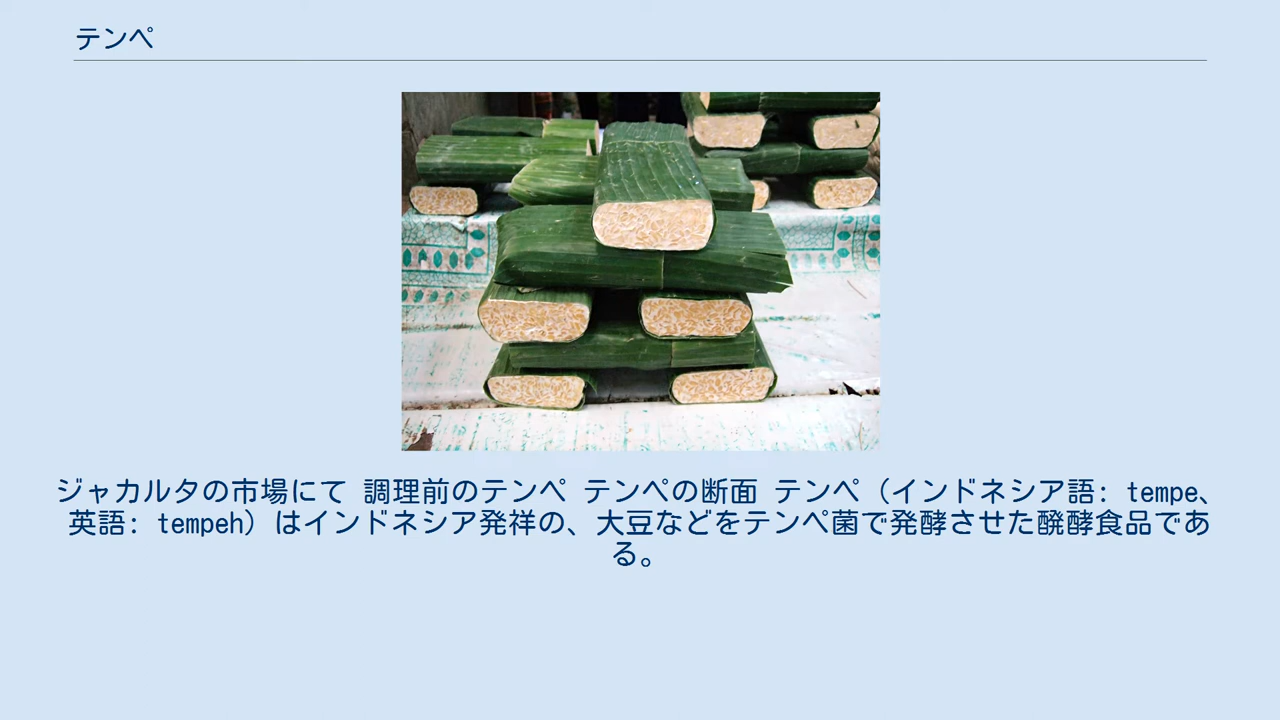 テンペ
ジャカルタの市場にて 調理前のテンペ テンペの断面 テンペ（インドネシア語: tempe、
英語: tempeh）はインドネシア発祥の、大豆などをテンペ菌で発酵させた醗酵食品であ
る。